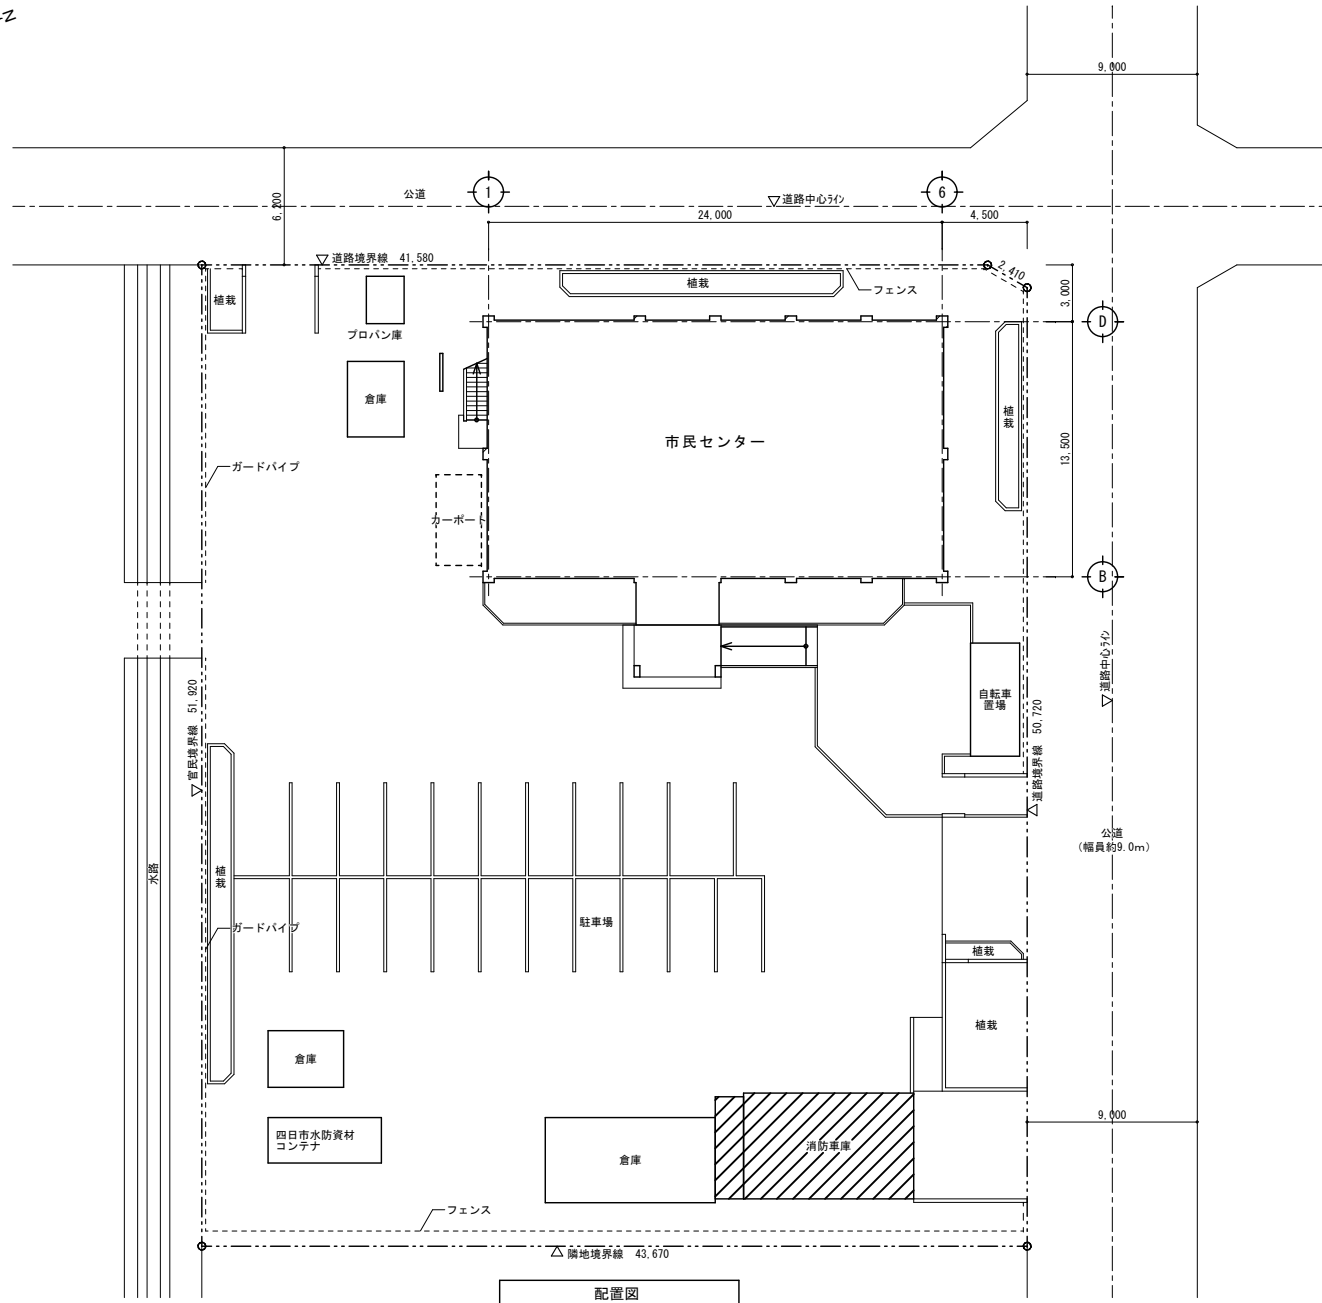 N
9,000
公道
1
6
▽道路中心ﾗｲﾝ
6,200
24,000
4,500
▽道路境界線 41,580
2,410
植栽
植栽
フェンス
3,000
プロパン庫
D
倉庫
植栽
市民センター
13,500
ガードパイプ
カーポート
B
▽道路中心ﾗｲﾝ
▽官民境界線 51,920
自転車
置場
▽道路境界線 50,720
公道
(幅員約9.0m)
水路
植栽
ガードパイプ
駐車場
植栽
植栽
倉庫
9,000
四日市水防資材
コンテナ
倉庫
消防車庫
フェンス
△ 隣地境界線 43,670
配置図